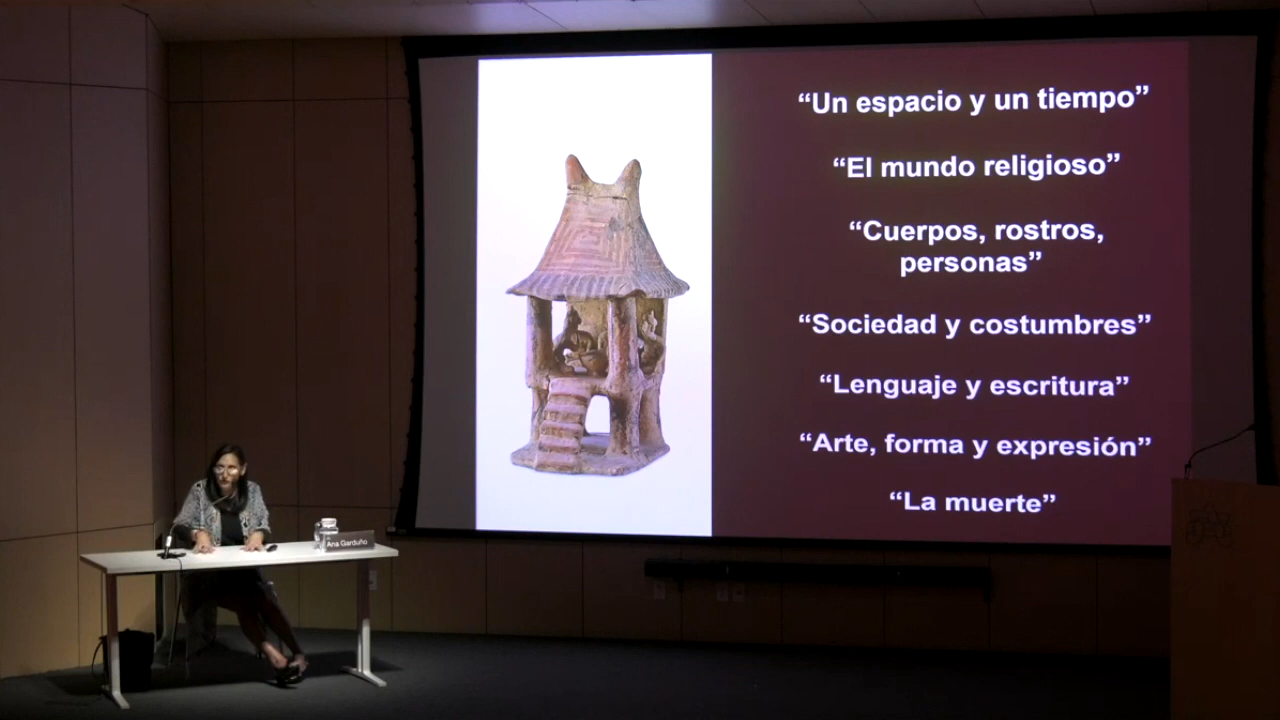 “Un espacio y un tiempo”
“El mundo religioso”
“Cuerpos, rostros,
personas”
“Sociedad y costumbres”
“Lenguaje y escritura”
“Arte, forma y expresión”
“La muerte”
Ana Garduño